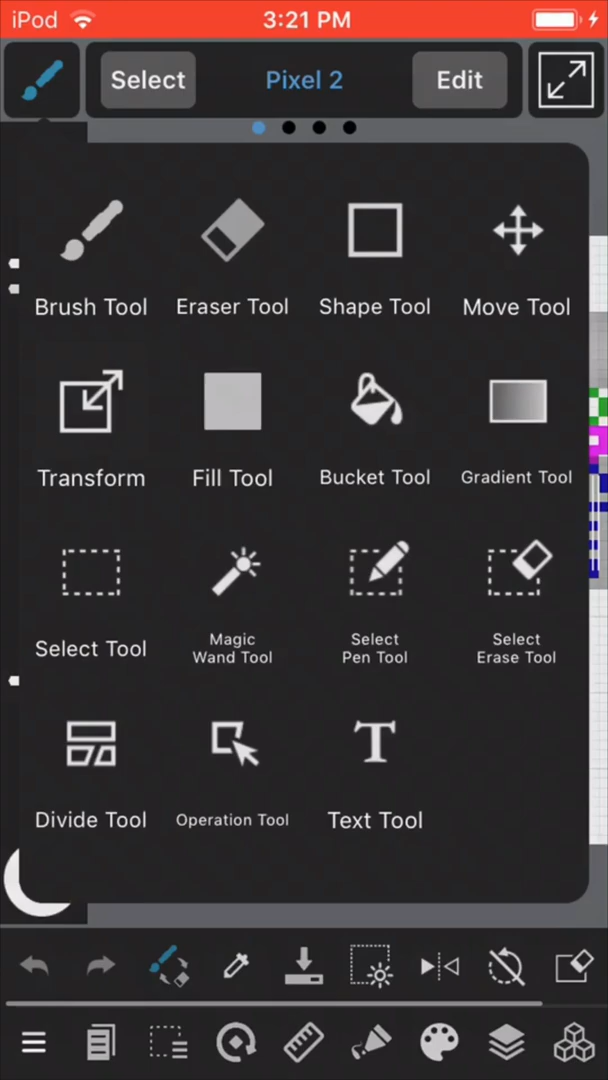 iPod 3:21 PM
Select Pixel 2 Edit
Brush Tool Eraser Tool Shape Tool Move Tool
Transform Fill Tool Bucket Tool Gradient Tool
Select Tool Magic Wand Tool Select Pen Tool Select Erase Tool
Divide Tool Operation Tool Text Tool